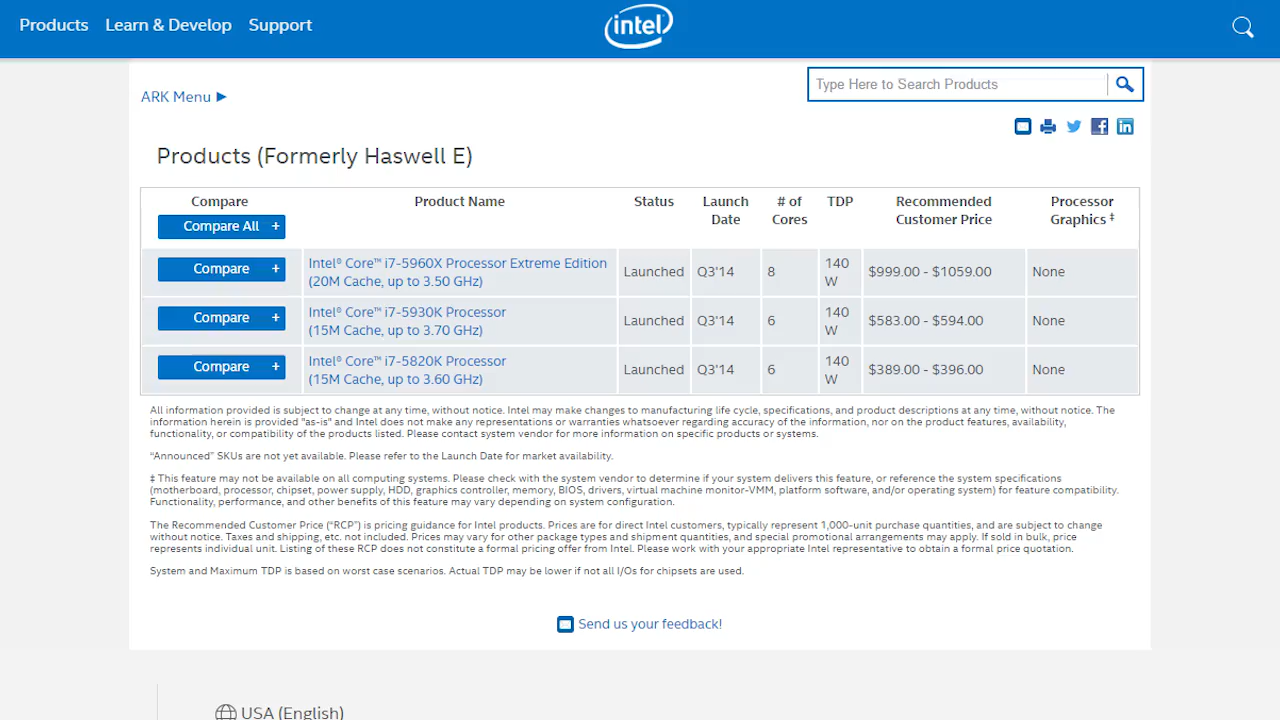 Products Learn & Develop Support
intel
ARK Menu ►
Type Here to Search Products
Products (Formerly Haswell E)
Compare Product Name Status Launch Date # of Cores TDP Recommended Customer Price Processor Graphics ‡
Compare All +
Compare + Intel® Core™ i7-5960X Processor Extreme Edition (20M Cache, up to 3.50 GHz) Launched Q3'14 8 140 W $999.00 - $1059.00 None
Compare + Intel® Core™ i7-5930K Processor (15M Cache, up to 3.70 GHz) Launched Q3'14 6 140 W $583.00 - $594.00 None
Compare + Intel® Core™ i7-5820K Processor (15M Cache, up to 3.60 GHz) Launched Q3'14 6 140 W $389.00 - $396.00 None
All information provided is subject to change at any time, without notice. Intel may make changes to manufacturing life cycle, specifications, and product descriptions at any time, without notice. The
information herein is provided "as-is" and Intel does not make any representations or warranties whatsoever regarding accuracy of the information, nor on the product features, availability,
functionality, or compatibility of the products listed. Please contact system vendor for more information on specific products or systems.
“Announced” SKUs are not yet available. Please refer to the Launch Date for market availability.
‡ This feature may not be available on all computing systems. Please check with the system vendor to determine if your system delivers this feature, or reference the system specifications
(motherboard, processor, chipset, power supply, HDD, graphics controller, memory, BIOS, drivers, virtual machine monitor-VMM, platform software, and/or operating system) for feature compatibility.
Functionality, performance, and other benefits of this feature may vary depending on system configuration.
The Recommended Customer Price (“RCP”) is pricing guidance for Intel products. Prices are for direct Intel customers, typically represent 1,000-unit purchase quantities, and are subject to change
without notice. Taxes and shipping, etc. not included. Prices may vary for other package types and shipment quantities, and special promotional arrangements may apply. If sold in bulk, price
represents individual unit. Listing of these RCP does not constitute a formal pricing offer from Intel. Please work with your appropriate Intel representative to obtain a formal price quotation.
System and Maximum TDP is based on worst case scenarios. Actual TDP may be lower if not all I/Os for chipsets are used.
Send us your feedback!
USA (English)